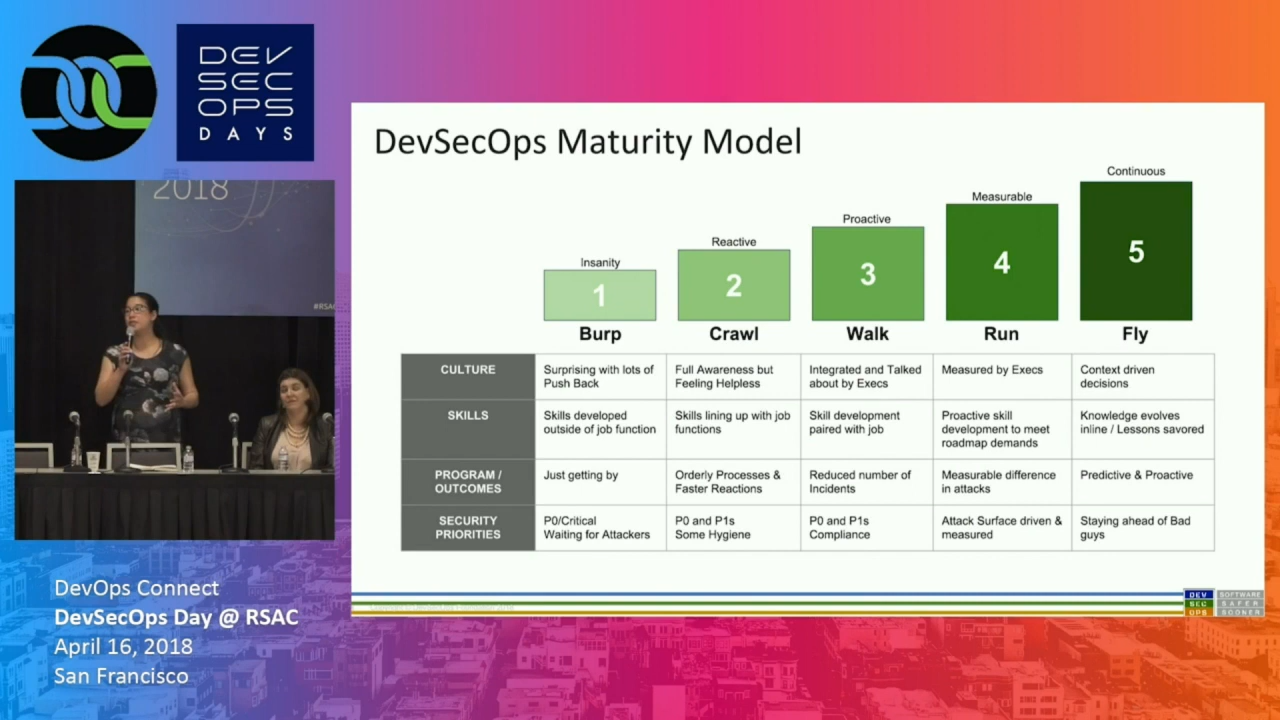 DEV
SEC
OPS
DAYS
2018
#RSAC
DevOps Connect
DevSecOps Day @ RSAC
April 16, 2018
San Francisco
DevSecOps Maturity Model
Insanity
1
Burp
Reactive
2
Crawl
Proactive
3
Walk
Measurable
4
Run
Continuous
5
Fly
CULTURE
Surprising with lots of
Push Back
Full Awareness but
Feeling Helpless
Integrated and Talked
about by Execs
Measured by Execs
Context driven
decisions
SKILLS
Skills developed
outside of job function
Skills lining up with job
functions
Skill development
paired with job
Proactive skill
development to meet
roadmap demands
Knowledge evolves
inline / Lessons savored
PROGRAM /
OUTCOMES
Just getting by
Orderly Processes &
Faster Reactions
Reduced number of
Incidents
Measurable difference
in attacks
Predictive & Proactive
SECURITY
PRIORITIES
P0/Critical
Waiting for Attackers
P0 and P1s
Some Hygiene
P0 and P1s
Compliance
Attack Surface driven &
measured
Staying ahead of Bad
guys
DEV
SEC
OPS
SOFTWARE
SAFER
SOONER